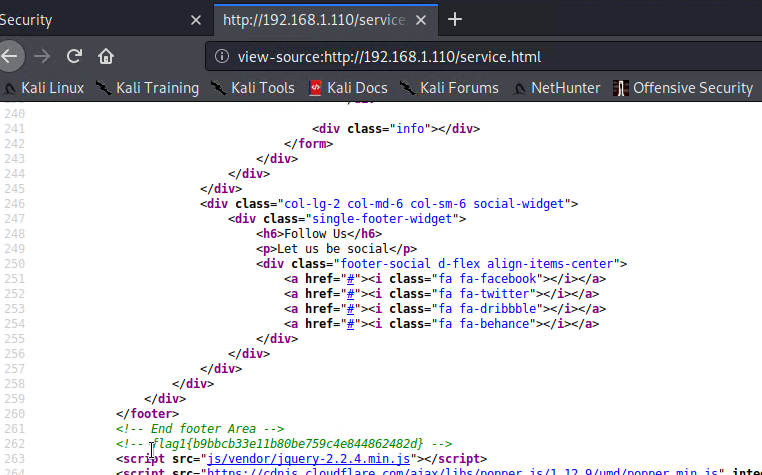 Security
http://192.168.1.110/service
view-source:http://192.168.1.110/service.html
Kali Linux Kali Training Kali Tools Kali Docs Kali Forums NetHunter Offensive Security
240
241 <div class="info"></div>
242 </form>
243 </div>
244 </div>
245 </div>
246 <div class="col-lg-2 col-md-6 col-sm-6 social-widget">
247 <div class="single-footer-widget">
248 <h6>Follow Us</h6>
249 <p>Let us be social</p>
250 <div class="footer-social d-flex align-items-center">
251 <a href="#"><i class="fa fa-facebook"></i></a>
252 <a href="#"><i class="fa fa-twitter"></i></a>
253 <a href="#"><i class="fa fa-dribbble"></i></a>
254 <a href="#"><i class="fa fa-behance"></i></a>
255 </div>
256 </div>
257 </div>
258 </div>
259 </div>
260 </footer>
261 <!-- End footer Area -->
262 <!-- flag1{b9bbcb33e11b80be759c4e844862482d} -->
263 <script src="js/vendor/jquery-2.2.4.min.js"></script>
264 <script src="https://cdnjs.cloudflare.com/ajax/libs/popper.js/1.12.9/umd/popper.min.js" integ